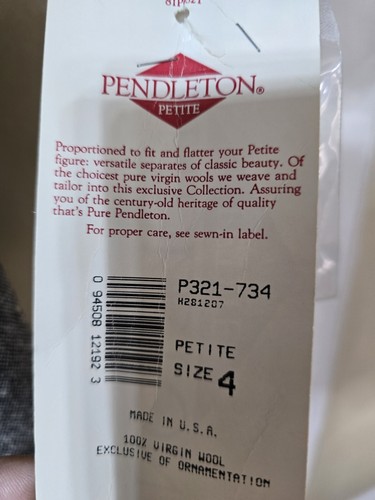 PENDLETON®
PETITE
Proportioned to fit and flatter your Petite
figure: versatile separates of classic beauty. Of
the choicest pure virgin wools we weave and
tailor into this exclusive Collection. Assuring
you of the century-old heritage of quality
that's Pure Pendleton.
For proper care, see sewn-in label.
0 94508 12192 3
P321-734
H281207
PETITE
SIZE 4
MADE IN U.S.A.
100% VIRGIN WOOL
EXCLUSIVE OF ORNAMENTATION